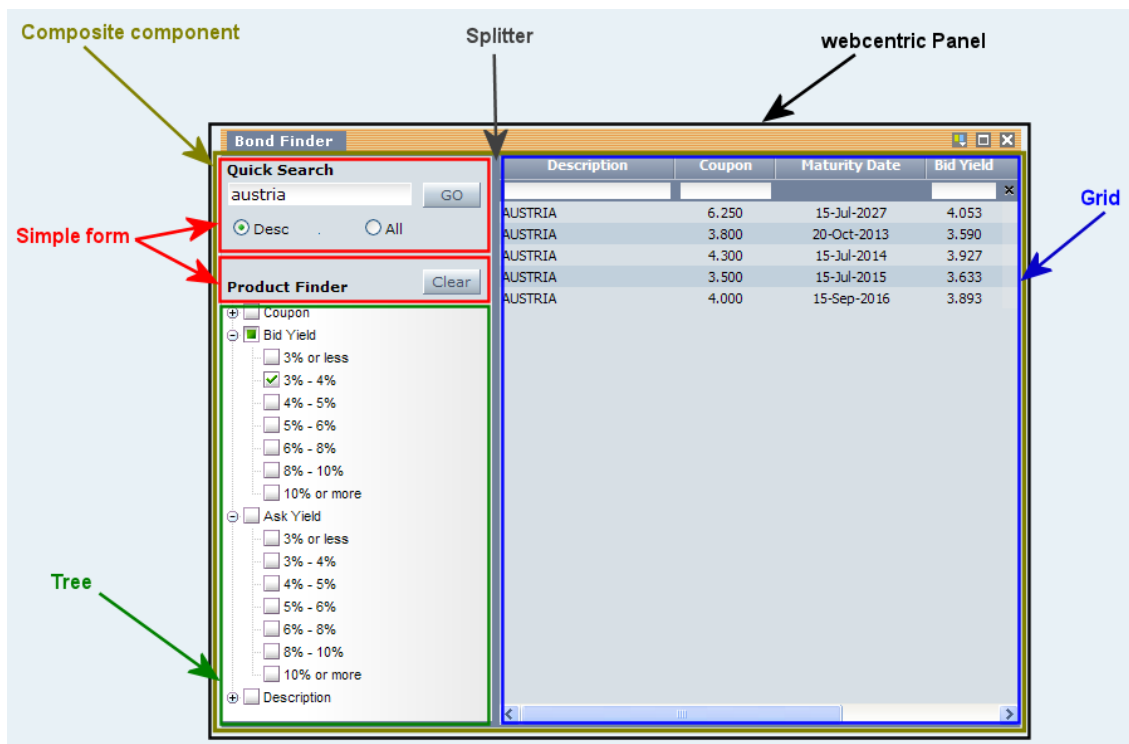 Composite component
Splitter
webcentric Panel
Bond Finder
Quick Search
austria
GO
Desc . All
Simple form
Product Finder
Clear
Coupon
Bid Yield
3% or less
3% - 4%
4% - 5%
5% - 6%
6% - 8%
8% - 10%
10% or more
Ask Yield
3% or less
3% - 4%
4% - 5%
5% - 6%
6% - 8%
8% - 10%
10% or more
Description
Tree
Description Coupon Maturity Date Bid Yield
AUSTRIA 6.250 15-Jul-2027 4.053
AUSTRIA 3.800 20-Oct-2013 3.590
AUSTRIA 4.300 15-Jul-2014 3.927
AUSTRIA 3.500 15-Jul-2015 3.633
AUSTRIA 4.000 15-Sep-2016 3.893
Grid